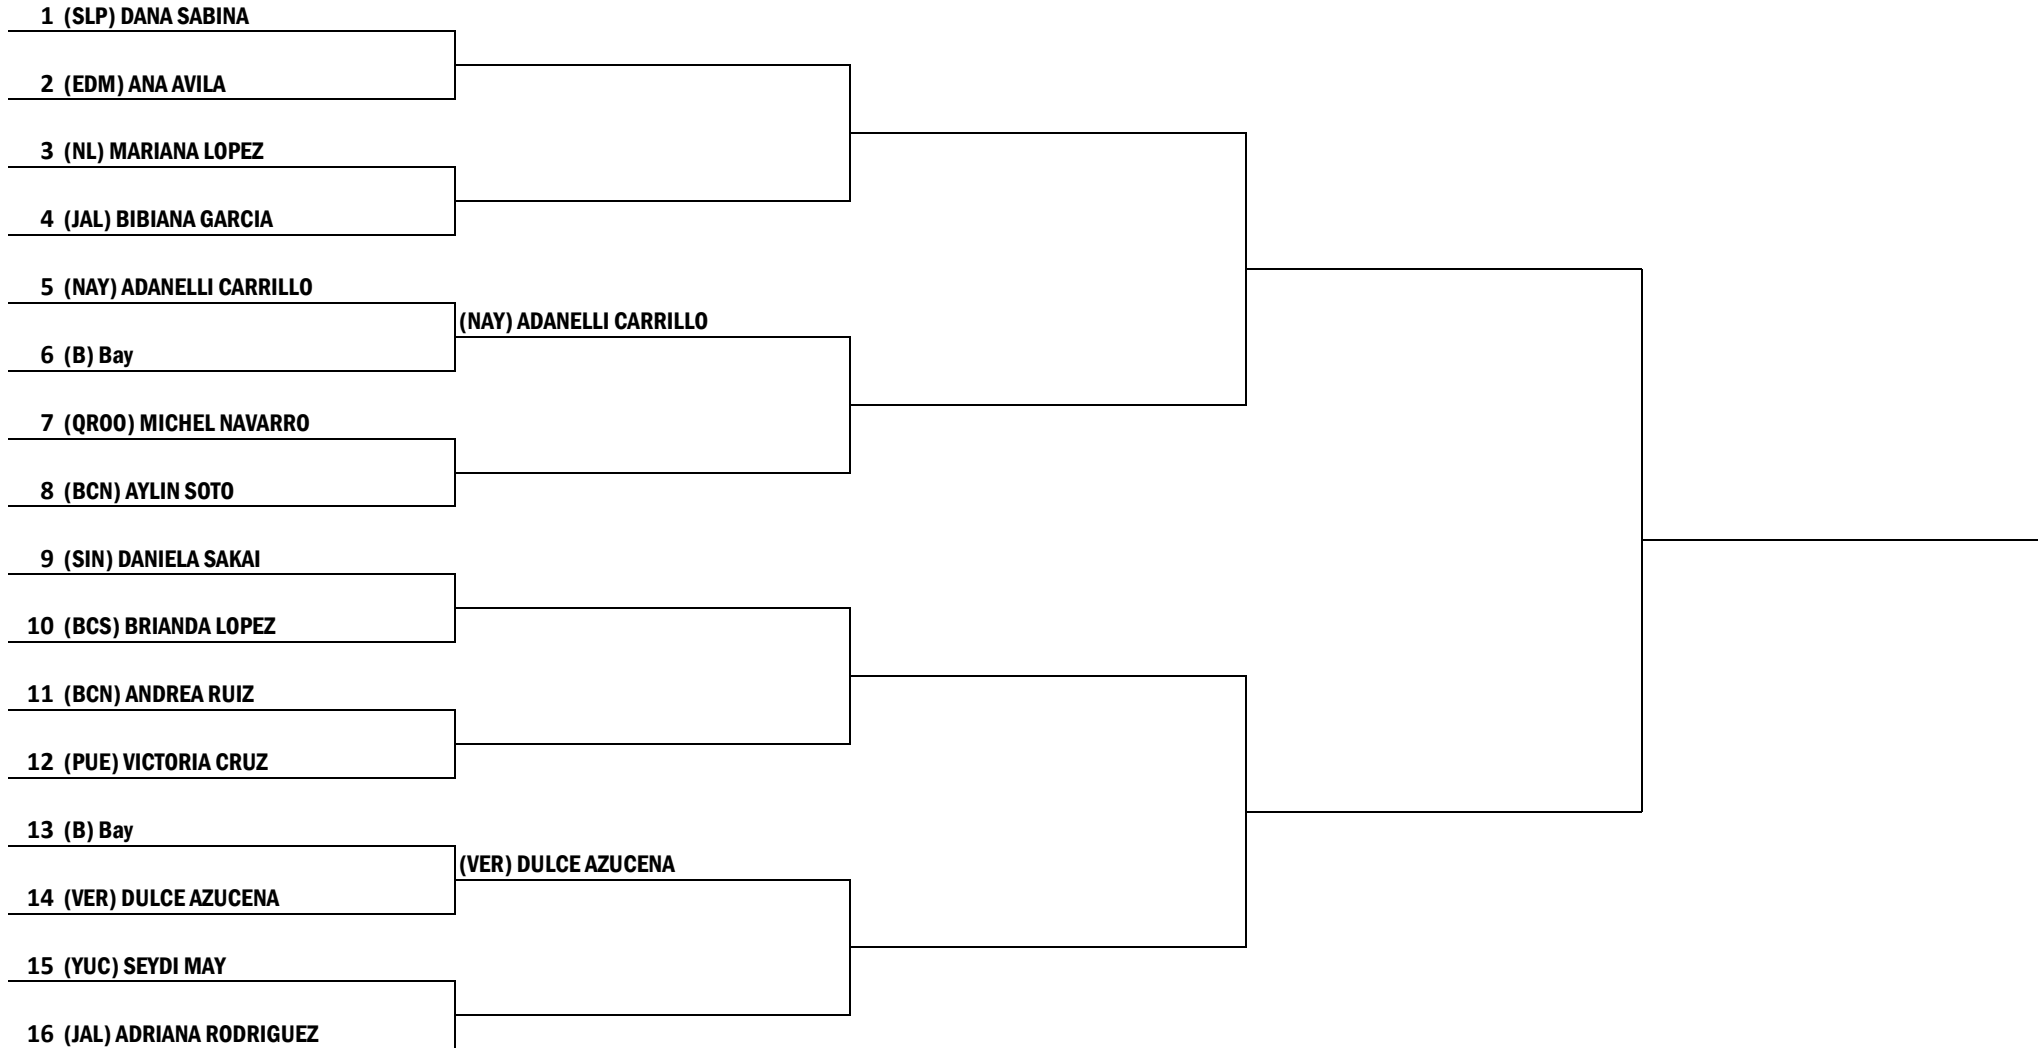 1 (SLP) DANA SABINA
2 (EDM) ANA AVILA
3 (NL) MARIANA LOPEZ
4 (JAL) BIBIANA GARCIA
5 (NAY) ADANELLI CARRILLO
(NAY) ADANELLI CARRILLO
6 (B) Bay
7 (QROO) MICHEL NAVARRO
8 (BCN) AYLIN SOTO
9 (SIN) DANIELA SAKAI
10 (BCS) BRIANDA LOPEZ
11 (BCN) ANDREA RUIZ
12 (PUE) VICTORIA CRUZ
13 (B) Bay
(VER) DULCE AZUCENA
14 (VER) DULCE AZUCENA
15 (YUC) SEYDI MAY
16 (JAL) ADRIANA RODRIGUEZ